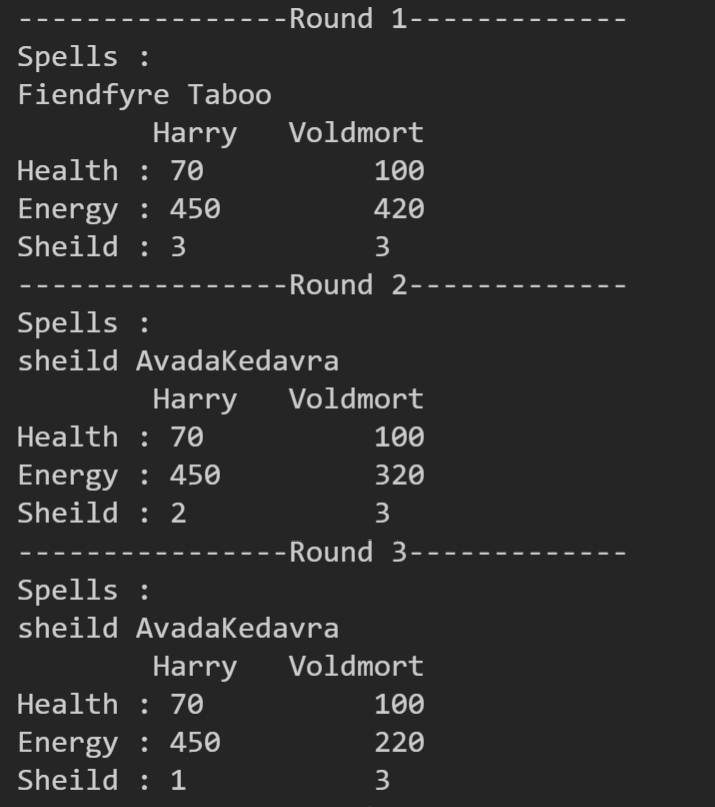 ----------------Round 1-------------
Spells :
Fiendfyre Taboo
        Harry   Voldmort
Health : 70          100
Energy : 450         420
Sheild : 3           3
----------------Round 2-------------
Spells :
sheild AvadaKedavra
        Harry   Voldmort
Health : 70          100
Energy : 450         320
Sheild : 2           3
----------------Round 3-------------
Spells :
sheild AvadaKedavra
        Harry   Voldmort
Health : 70          100
Energy : 450         220
Sheild : 1           3